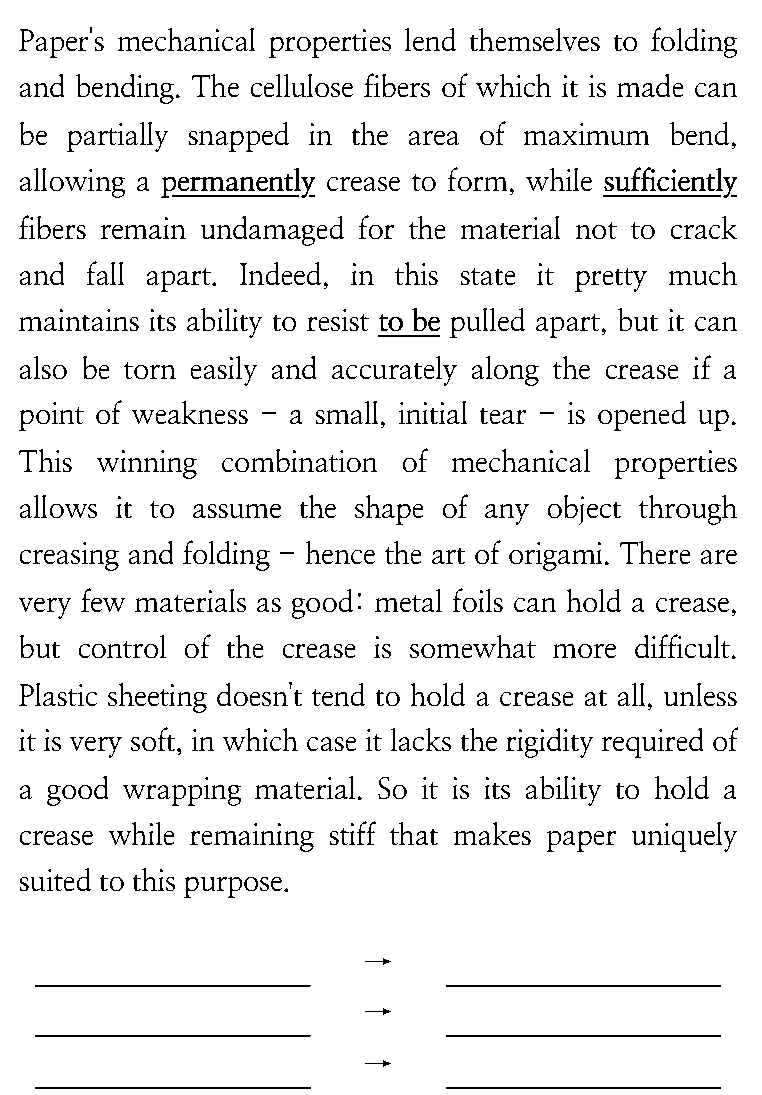 Paper's mechanical properties lend themselves to folding
and bending. The cellulose fibers of which it is made can
be partially snapped in the area of maximum bend,
allowing a permanently crease to form, while sufficiently
fibers remain undamaged for the material not to crack
and fall apart. Indeed, in this state it pretty much
maintains its ability to resist to be pulled apart, but it can
also be torn easily and accurately along the crease if a
point of weakness − a small, initial tear − is opened up.
This winning combination of mechanical properties
allows it to assume the shape of any object through
creasing and folding − hence the art of origami. There are
very few materials as good: metal foils can hold a crease,
but control of the crease is somewhat more difficult.
Plastic sheeting doesn't tend to hold a crease at all, unless
it is very soft, in which case it lacks the rigidity required of
a good wrapping material. So it is its ability to hold a
crease while remaining stiff that makes paper uniquely
suited to this purpose.
→
→
→